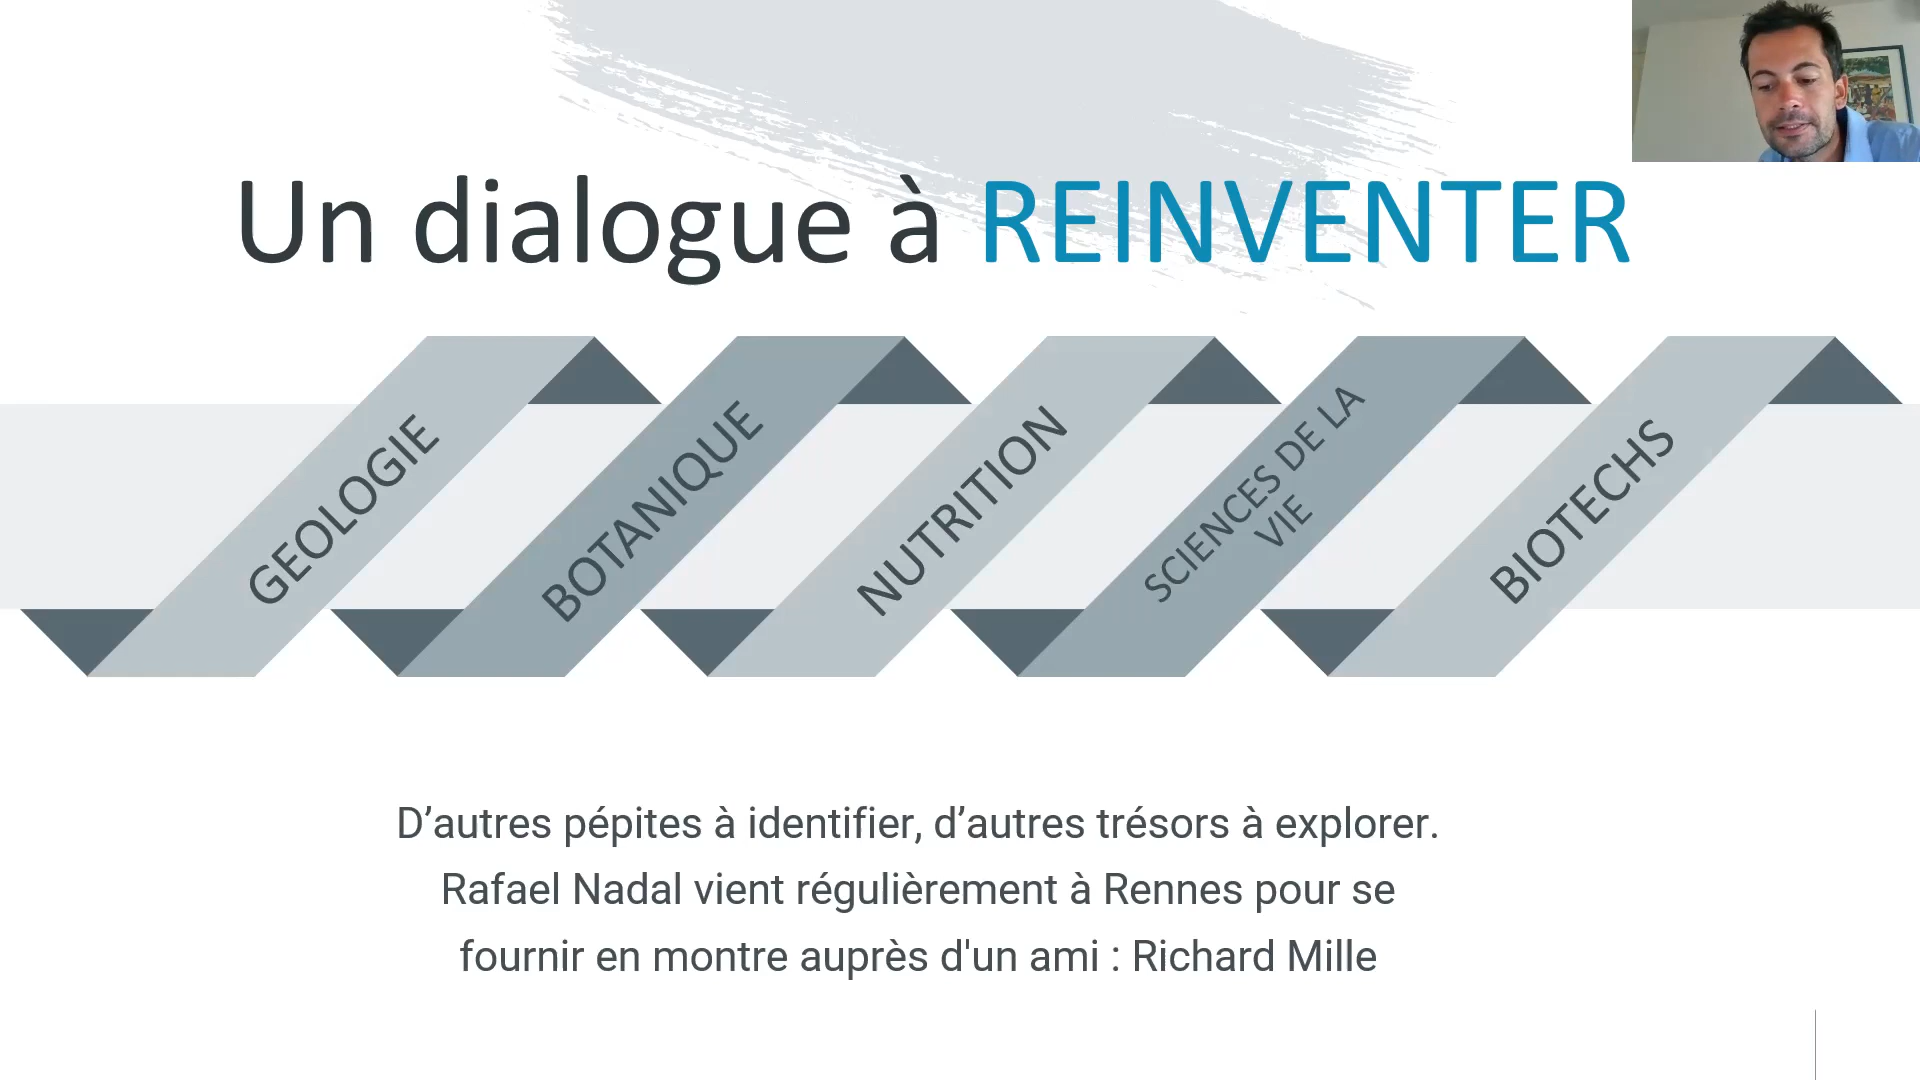 Un dialogue à REINVENTER
GEOLOGIE
BOTANIQUE
NUTRITION
SCIENCES DE LA
VIE
BIOTECHS
D’autres pépites à identifier, d’autres trésors à explorer.
Rafael Nadal vient régulièrement à Rennes pour se
fournir en montre auprès d'un ami : Richard Mille